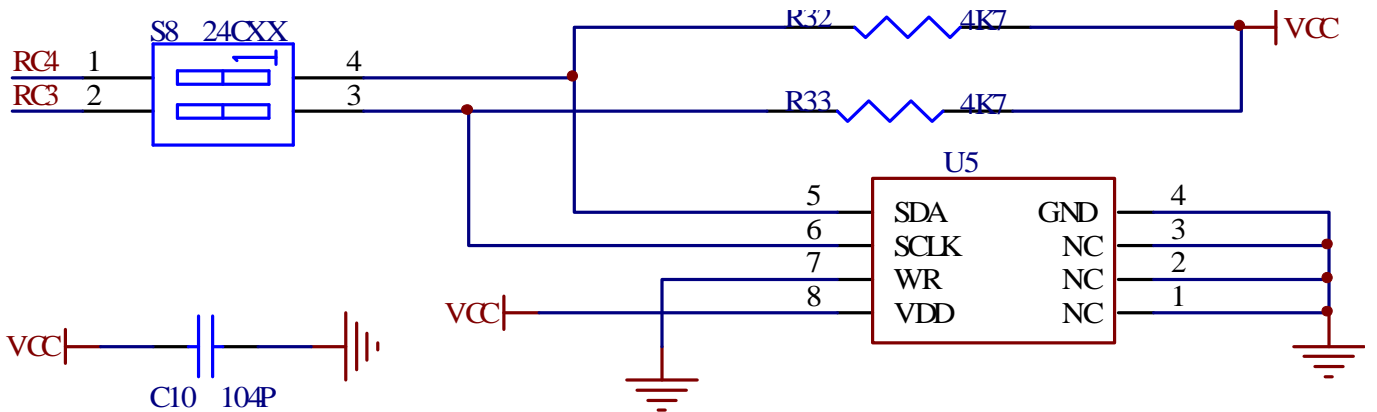 R32 4K7 VCC
S8 24CXX
RC4 1 4
RC3 2 3
R33 4K7
U5
5 SDA GND 4
6 SCLK NC 3
7 WR NC 2
8 VDD NC 1
VCC
VCC
C10 104P